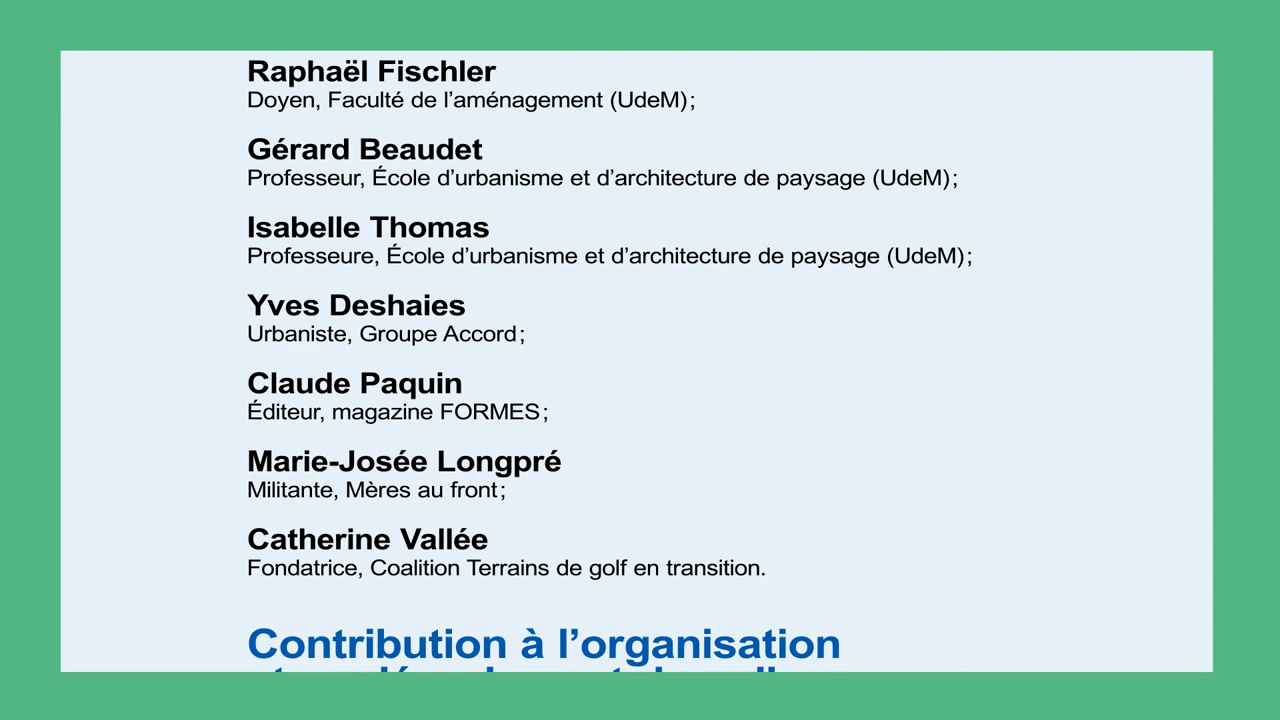 Raphaël Fischler
Doyen, Faculté de l’aménagement (UdeM) ;
Gérard Beaudet
Professeur, École d’urbanisme et d’architecture de paysage (UdeM) ;
Isabelle Thomas
Professeure, École d’urbanisme et d’architecture de paysage (UdeM) ;
Yves Deshaies
Urbaniste, Groupe Accord ;
Claude Paquin
Éditeur, magazine FORMES ;
Marie-Josée Longpré
Militante, Mères au front ;
Catherine Vallée
Fondatrice, Coalition Terrains de golf en transition.
Contribution à l’organisation